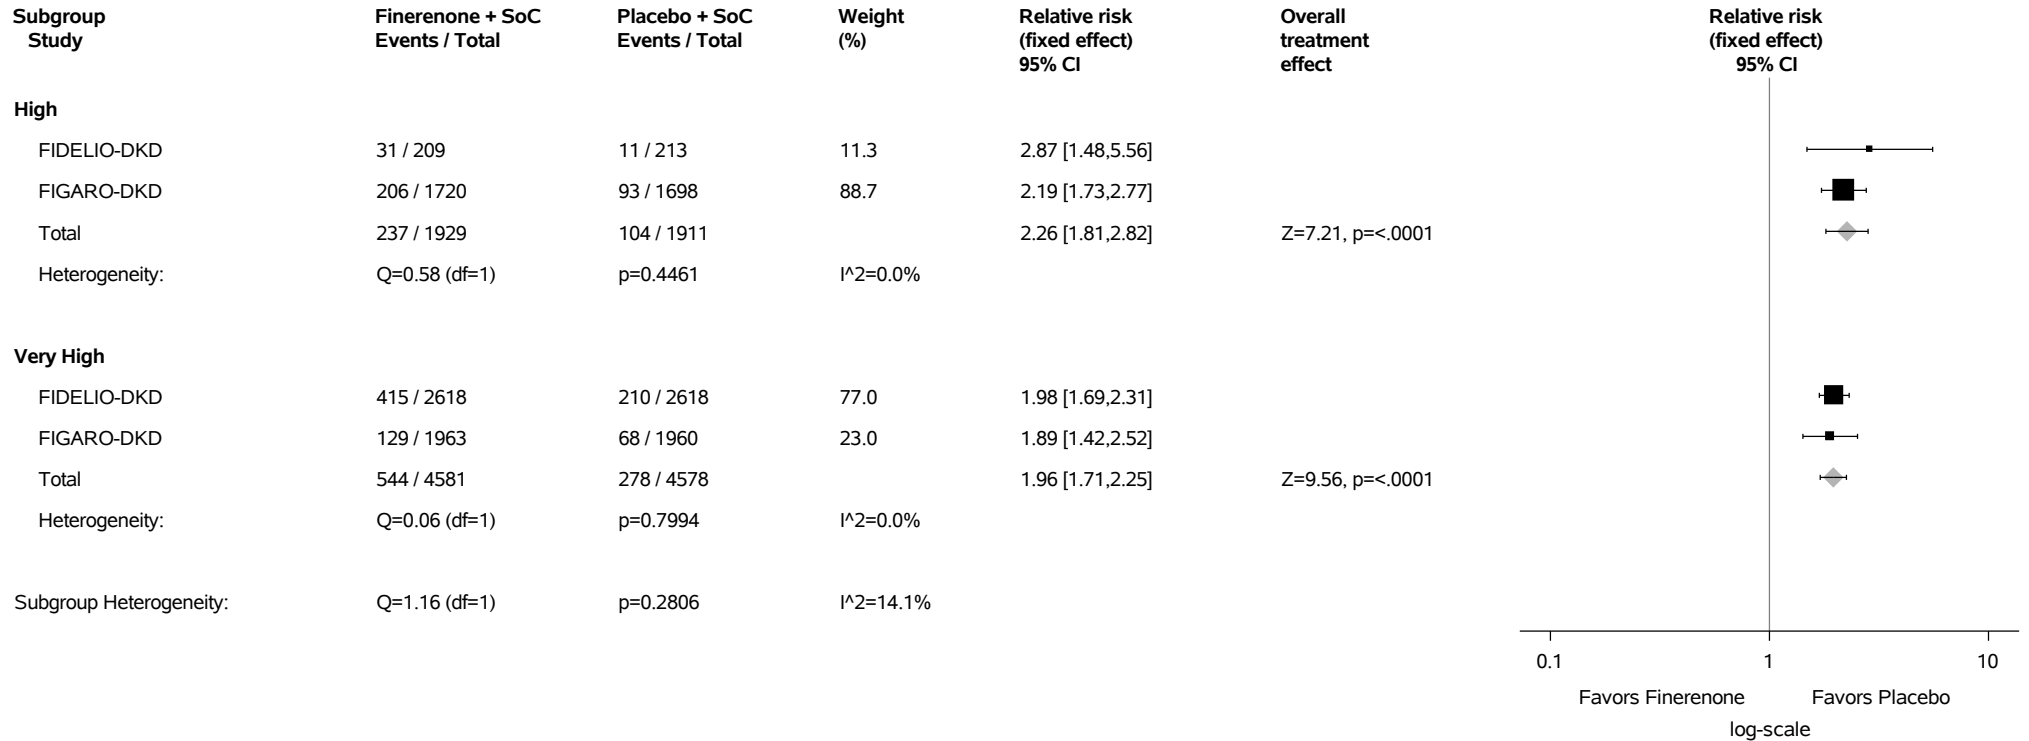 Subgroup Finerenone + SoC Placebo + SoC Weight Relative risk Overall Relative risk
Study Events / Total Events / Total (%) (fixed effect) treatment (fixed effect)
95% CI effect 95% CI
High
FIDELIO-DKD 31 / 209 11 / 213 11.3 2.87 [1.48,5.56]
FIGARO-DKD 206 / 1720 93 / 1698 88.7 2.19 [1.73,2.77]
Total 237 / 1929 104 / 1911 2.26 [1.81,2.82] Z=7.21, p=<.0001
Heterogeneity: Q=0.58 (df=1) p=0.4461 I^2=0.0%
Very High
FIDELIO-DKD 415 / 2618 210 / 2618 77.0 1.98 [1.69,2.31]
FIGARO-DKD 129 / 1963 68 / 1960 23.0 1.89 [1.42,2.52]
Total 544 / 4581 278 / 4578 1.96 [1.71,2.25] Z=9.56, p=<.0001
Heterogeneity: Q=0.06 (df=1) p=0.7994 I^2=0.0%
Subgroup Heterogeneity: Q=1.16 (df=1) p=0.2806 I^2=14.1%
0.1 1 10
Favors Finerenone Favors Placebo
log-scale